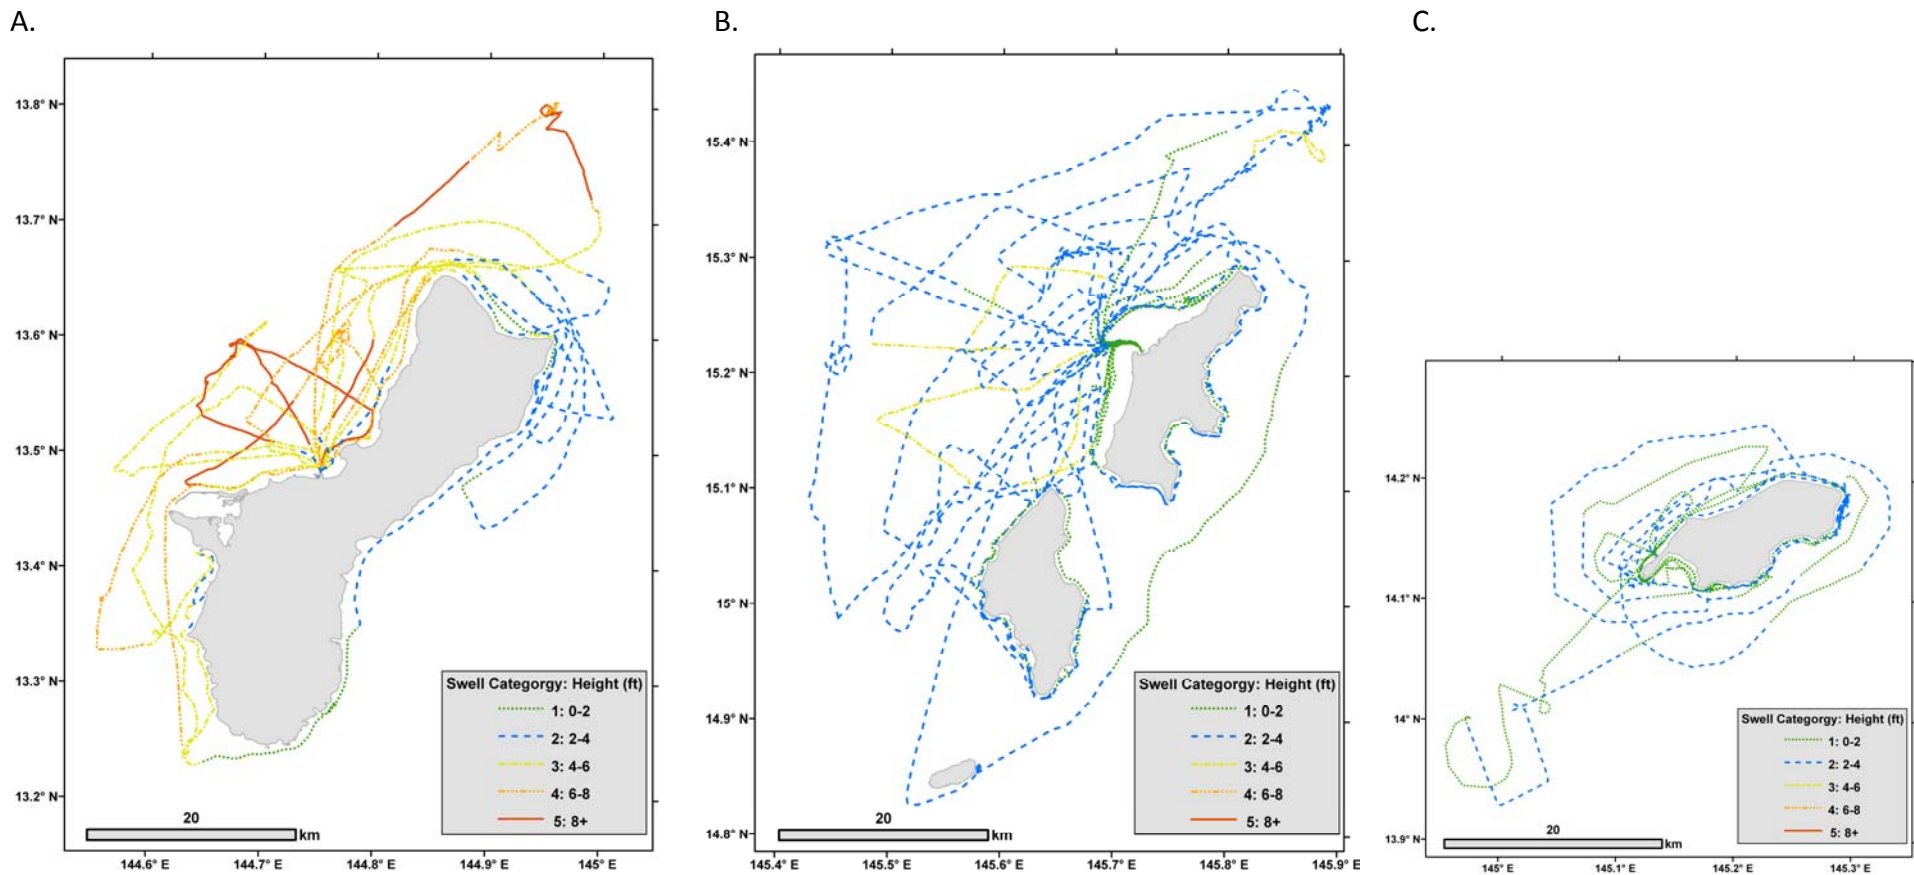 A.
B.
C.
13.8° N
13.7° N
13.6° N
13.5° N
13.4° N
13.3° N
13.2° N
Swell Categorgy: Height (ft)
1: 0-2
2: 2-4
3: 4-6
4: 6-8
5: 8+
20
km
144.6° E
144.7° E
144.8° E
144.9° E
145° E
15.4° N
15.3° N
15.2° N
15.1° N
15° N
14.9° N
14.8° N
Swell Categorgy: Height (ft)
1: 0-2
2: 2-4
3: 4-6
4: 6-8
5: 8+
20
km
145.4° E
145.5° E
145.6° E
145.7° E
145.8° E
145.9° E
14.2° N
14.1° N
14° N
13.9° N
Swell Categorgy: Height (ft)
1: 0-2
2: 2-4
3: 4-6
4: 6-8
5: 8+
20
km
145° E
145.1° E
145.2° E
145.3° E